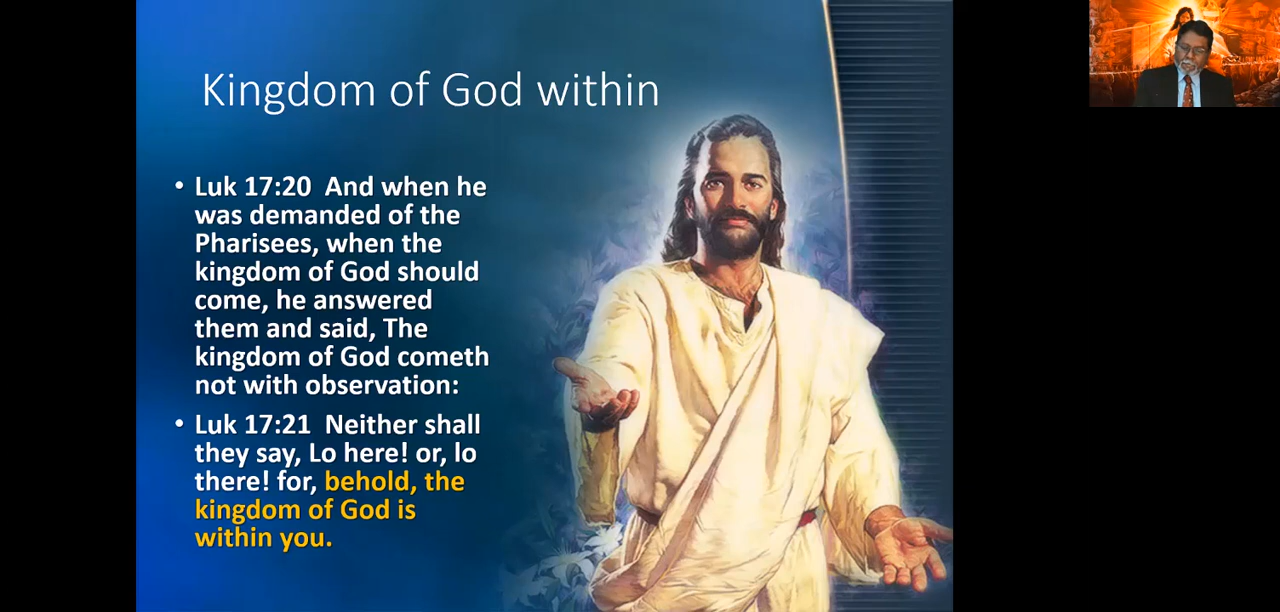 Kingdom of God within
• Luk 17:20 And when he
was demanded of the
Pharisees, when the
kingdom of God should
come, he answered
them and said, The
kingdom of God cometh
not with observation:
• Luk 17:21 Neither shall
they say, Lo here! or, lo
there! for, behold, the
kingdom of God is
within you.